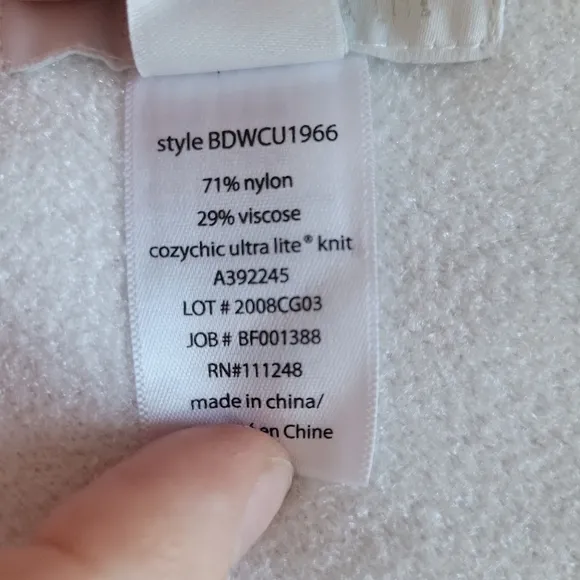 style BDWCU1966
71% nylon
29% viscose
cozychic ultra lite® knit
A392245
LOT # 2008CG03
JOB # BF001388
RN#111248
made in china/
en Chine